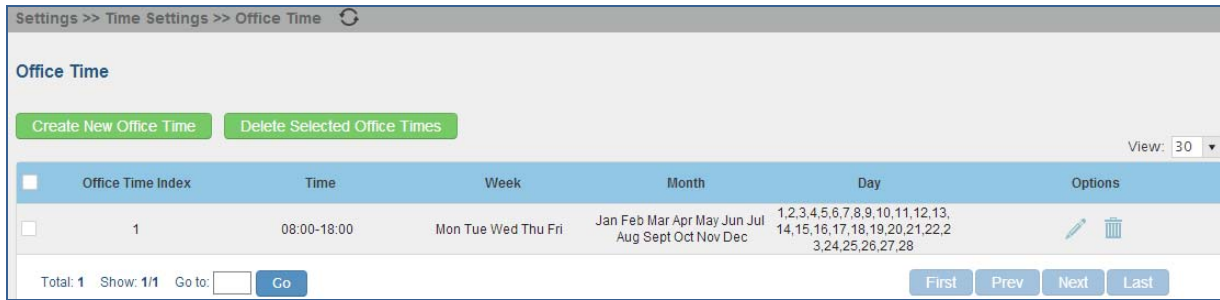 Settings >> Time Settings >> Office Time
Office Time
Create New Office Time Delete Selected Office Times
View: 30
Office Time Index Time Week Month Day Options
1 08:00-18:00 Mon Tue Wed Thu Fri Jan Feb Mar Apr May Jun Jul
Aug Sept Oct Nov Dec 1,2,3,4,5,6,7,8,9,10,11,12,13,
14,15,16,17,18,19,20,21,22,2
3,24,25,26,27,28
Total: 1 Show: 1/1 Go to: Go First Prev Next Last